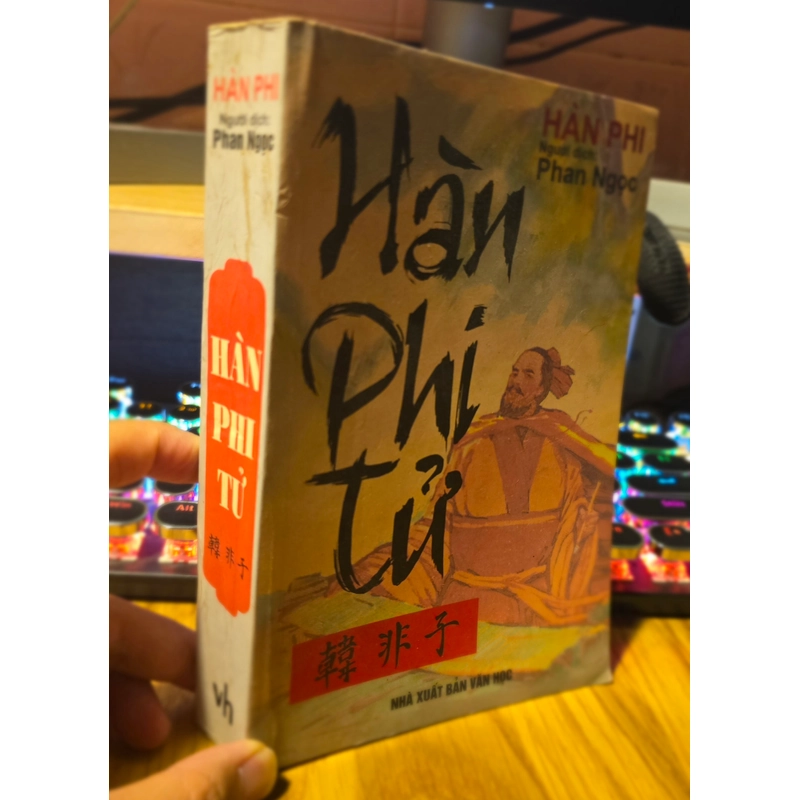 HÀN PHI
Người dịch:
Phan Ngọc
HÀN
PHI
TỬ
韓非子
vh
HÀN PHI
Người dịch:
Phan Ngọc
Hàn
Phi
tử
韓非子
NHÀ XUẤT BẢN VĂN HỌC
Alt